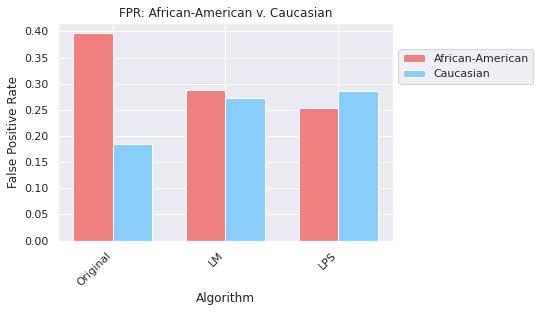 FPR: African-American v. Caucasian
African-American
Caucasian
False Positive Rate
0.40
0.35
0.30
0.25
0.20
0.15
0.10
0.05
0.00
Original
LM
LPS
Algorithm